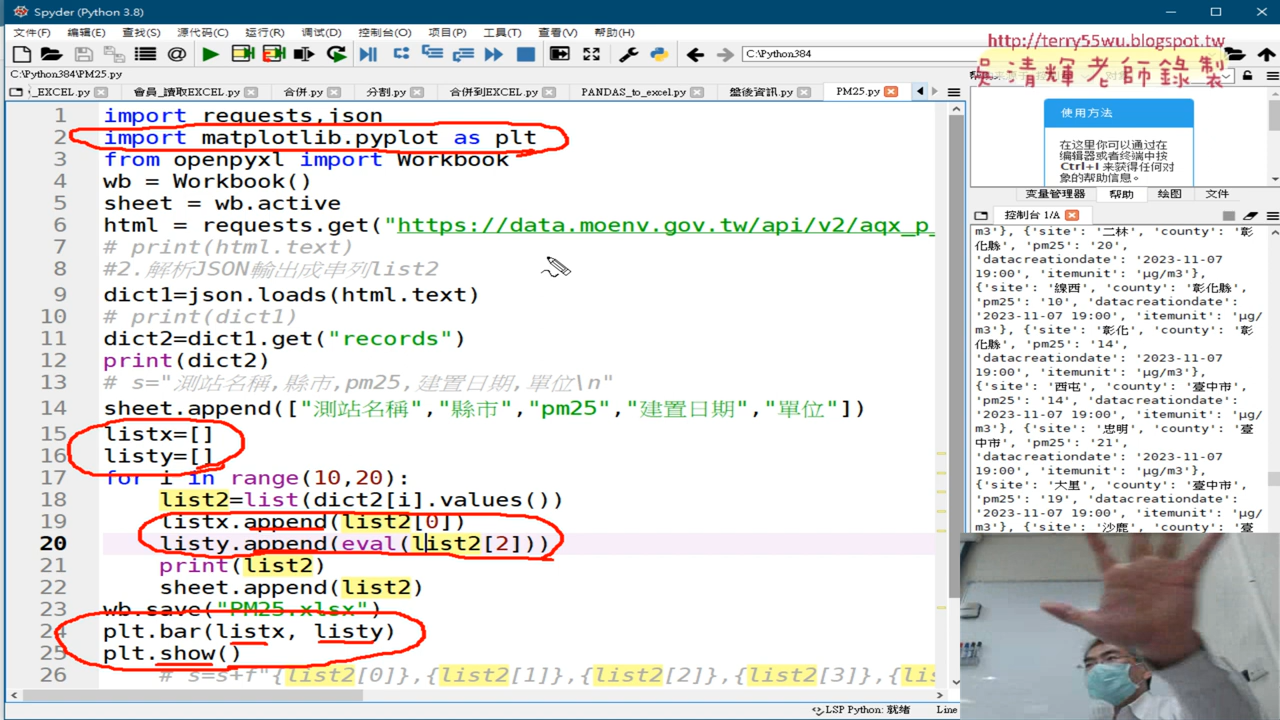 Spyder (Python 3.8)
文件(F) 编辑(E) 查找(S) 源代码(C) 运行(R) 调试(D) 控制台(O) 项目(P) 工具(T) 查看(V) 帮助(H)
http://terry55wu.blogspot.tw
C:\Python384
吳清輝老師錄製
C:\Python384\PM25.py
_EXCEL.py 會員_讀取EXCEL.py 合併.py 分割.py 合併到EXCEL.py PANDAS_to_excel.py 盤後資訊.py PM25.py
1 import requests,json
2 import matplotlib.pyplot as plt
3 from openpyxl import Workbook
4 wb = Workbook()
5 sheet = wb.active
6 html = requests.get("https://data.moenv.gov.tw/api/v2/aqx_p_
7 # print(html.text)
8 #2.解析JSON輸出成串列list2
9 dict1=json.loads(html.text)
10 # print(dict1)
11 dict2=dict1.get("records")
12 print(dict2)
13 # s="測站名稱,縣市,pm25,建置日期,單位\n"
14 sheet.append(["測站名稱","縣市","pm25","建置日期","單位"])
15 listx=[]
16 listy=[]
17 for i in range(10,20):
18 list2=list(dict2[i].values())
19 listx.append(list2[0])
20 listy.append(eval(list2[2]))
21 print(list2)
22 sheet.append(list2)
23 wb.save("PM25.xlsx")
24 plt.bar(listx, listy)
25 plt.show()
26 # s=s+f"{list2[0]},{list2[1]},{list2[2]},{list2[3]},{lis
使用方法
在这里你可以通过在
编辑器或者终端中按
Ctrl+I 来获得任何对
象的帮助信息。
变量管理器 帮助 绘图 文件
控制台 1/A
m3'}, {'site': '二林', 'county': '彰
化縣', 'pm25': '20',
'datacreationdate': '2023-11-07
19:00', 'itemunit': 'μg/m3'},
{'site': '線西', 'county': '彰化縣',
'pm25': '10', 'datacreationdate':
'2023-11-07 19:00', 'itemunit': 'μg/
m3'}, {'site': '彰化', 'county': '彰
化縣', 'pm25': '14',
'datacreationdate': '2023-11-07
19:00', 'itemunit': 'μg/m3'},
{'site': '西屯', 'county': '臺中市',
'pm25': '14', 'datacreationdate':
'2023-11-07 19:00', 'itemunit': 'μg/
m3'}, {'site': '忠明', 'county': '臺
中市', 'pm25': '21',
'datacreationdate': '2023-11-07
19:00', 'itemunit': 'μg/m3'},
{'site': '大里', 'county': '臺中市',
'pm25': '19', 'datacreationdate':
'2023-11-07 19:00', 'itemunit': 'μg/
m3'}, {'site': '沙鹿', 'county': '臺
LSP Python: 就绪 Line